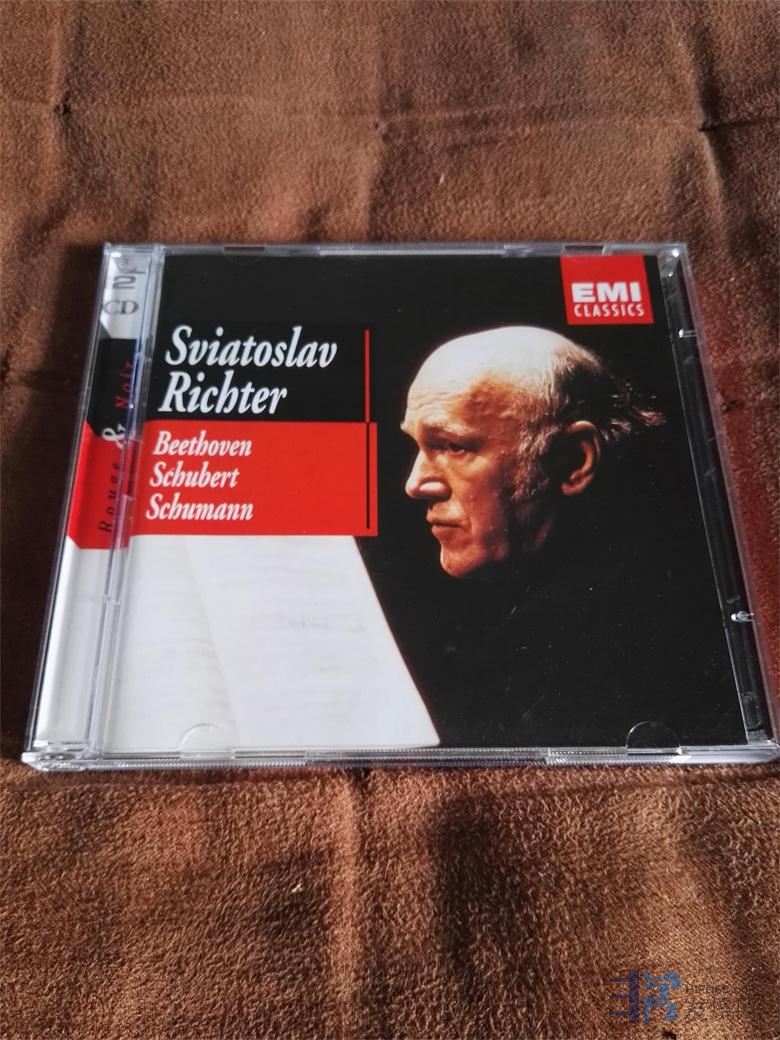 2
CD
Rouge & Noir
EMI
CLASSICS
Sviatoslav
Richter
Beethoven
Schubert
Schumann